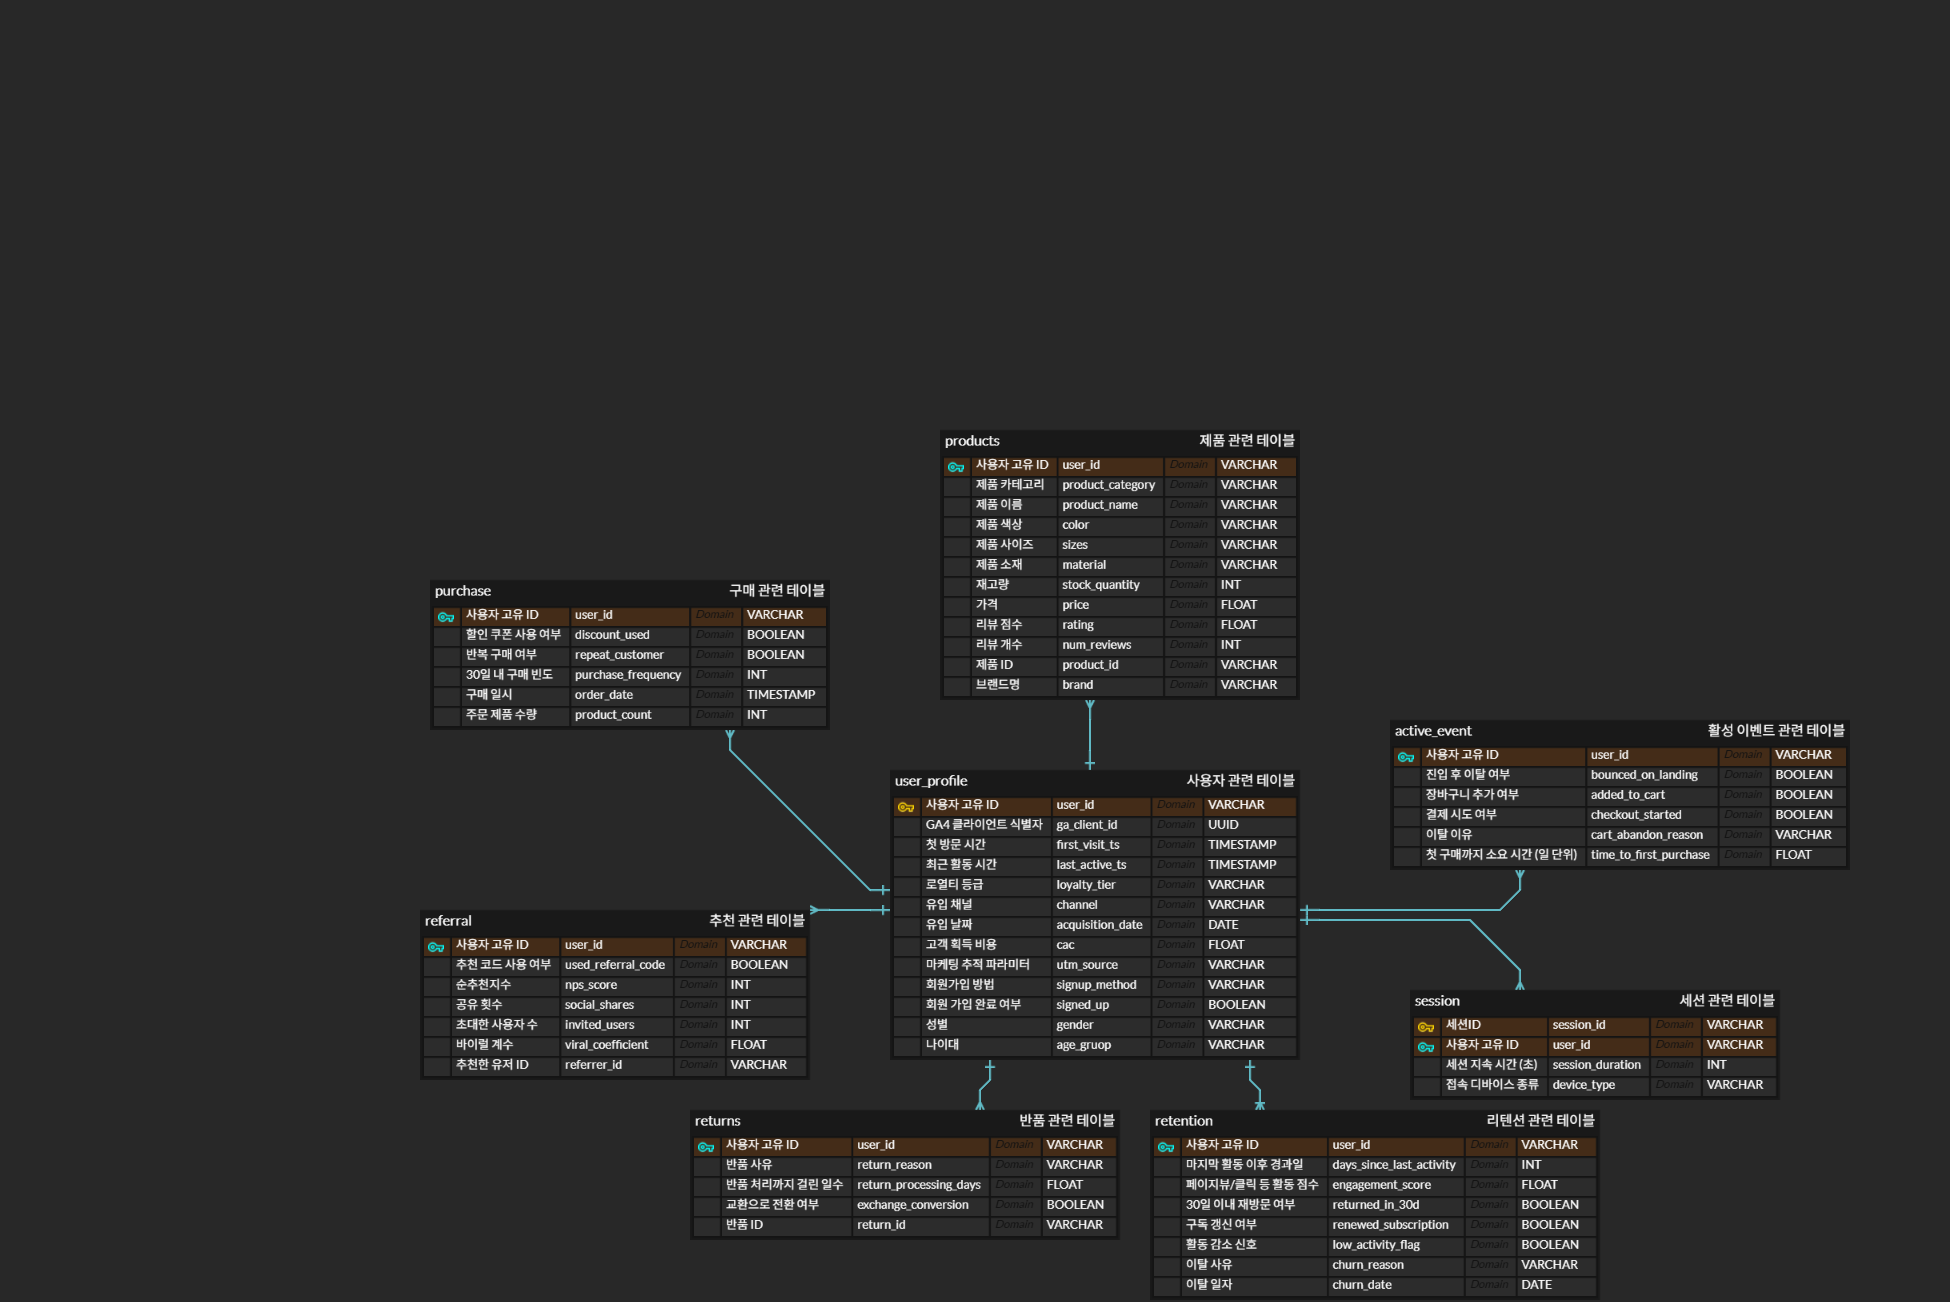 products 제품 관련 테이블
사용자 고유 ID user_id Domain VARCHAR
제품 카테고리 product_category Domain VARCHAR
제품 이름 product_name Domain VARCHAR
제품 색상 color Domain VARCHAR
제품 사이즈 sizes Domain VARCHAR
제품 소재 material Domain VARCHAR
재고량 stock_quantity Domain INT
가격 price Domain FLOAT
리뷰 점수 rating Domain FLOAT
리뷰 개수 num_reviews Domain INT
제품 ID product_id Domain VARCHAR
브랜드명 brand Domain VARCHAR
purchase 구매 관련 테이블
사용자 고유 ID user_id Domain VARCHAR
할인 쿠폰 사용 여부 discount_used Domain BOOLEAN
반복 구매 여부 repeat_customer Domain BOOLEAN
30일 내 구매 빈도 purchase_frequency Domain INT
구매 일시 order_date Domain TIMESTAMP
주문 제품 수량 product_count Domain INT
active_event 활성 이벤트 관련 테이블
사용자 고유 ID user_id Domain VARCHAR
진입 후 이탈 여부 bounced_on_landing Domain BOOLEAN
장바구니 추가 여부 added_to_cart Domain BOOLEAN
결제 시도 여부 checkout_started Domain BOOLEAN
이탈 이유 cart_abandon_reason Domain VARCHAR
첫 구매까지 소요 시간 (일 단위) time_to_first_purchase Domain FLOAT
user_profile 사용자 관련 테이블
사용자 고유 ID user_id Domain VARCHAR
GA4 클라이언트 식별자 ga_client_id Domain UUID
첫 방문 시간 first_visit_ts Domain TIMESTAMP
최근 활동 시간 last_active_ts Domain TIMESTAMP
로열티 등급 loyalty_tier Domain VARCHAR
유입 채널 channel Domain VARCHAR
유입 날짜 acquisition_date Domain DATE
고객 획득 비용 cac Domain FLOAT
마케팅 추적 파라미터 utm_source Domain VARCHAR
회원가입 방법 signup_method Domain VARCHAR
회원 가입 완료 여부 signed_up Domain BOOLEAN
성별 gender Domain VARCHAR
나이대 age_gruop Domain VARCHAR
referral 추천 관련 테이블
사용자 고유 ID user_id Domain VARCHAR
추천 코드 사용 여부 used_referral_code Domain BOOLEAN
순추천지수 nps_score Domain INT
공유 횟수 social_shares Domain INT
초대한 사용자 수 invited_users Domain INT
바이럴 계수 viral_coefficient Domain FLOAT
추천한 유저 ID referrer_id Domain VARCHAR
session 세션 관련 테이블
세션ID session_id Domain VARCHAR
사용자 고유 ID user_id Domain VARCHAR
세션 지속 시간 (초) session_duration Domain INT
접속 디바이스 종류 device_type Domain VARCHAR
returns 반품 관련 테이블
사용자 고유 ID user_id Domain VARCHAR
반품 사유 return_reason Domain VARCHAR
반품 처리까지 걸린 일수 return_processing_days Domain FLOAT
교환으로 전환 여부 exchange_conversion Domain BOOLEAN
반품 ID return_id Domain VARCHAR
retention 리텐션 관련 테이블
사용자 고유 ID user_id Domain VARCHAR
마지막 활동 이후 경과일 days_since_last_activity Domain INT
페이지뷰/클릭 등 활동 점수 engagement_score Domain FLOAT
30일 이내 재방문 여부 returned_in_30d Domain BOOLEAN
구독 갱신 여부 renewed_subscription Domain BOOLEAN
활동 감소 신호 low_activity_flag Domain BOOLEAN
이탈 사유 churn_reason Domain VARCHAR
이탈 일자 churn_date Domain DATE